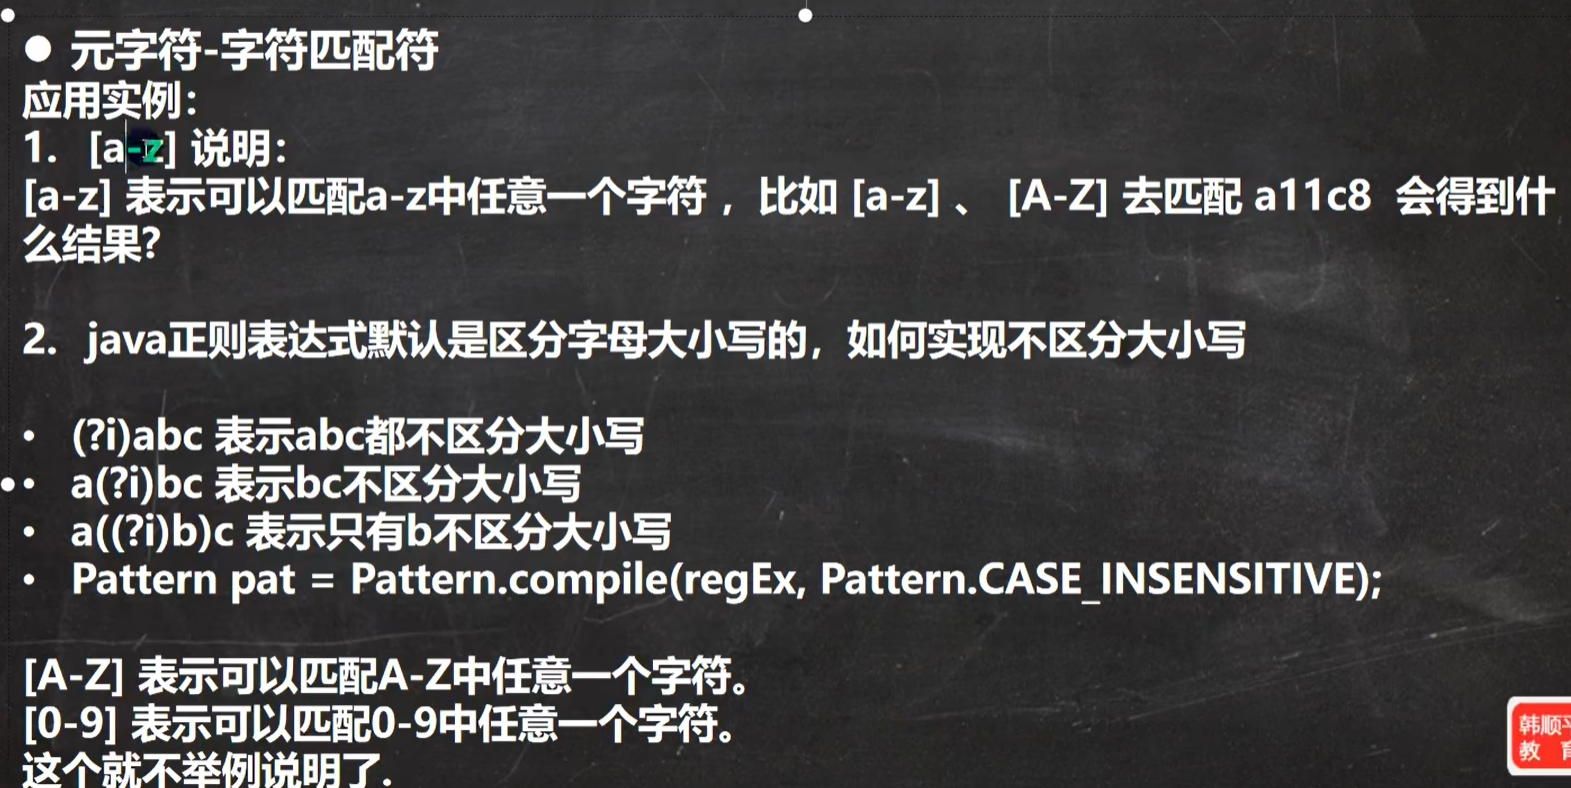 ● 元字符-字符匹配符
应用实例：
1. [a-z] 说明：
[a-z] 表示可以匹配a-z中任意一个字符，比如 [a-z] 、 [A-Z] 去匹配 a11c8 会得到什
么结果?
2. java正则表达式默认是区分字母大小写的，如何实现不区分大小写
• (?i)abc 表示abc都不区分大小写
• a(?i)bc 表示bc不区分大小写
• a((?i)b)c 表示只有b不区分大小写
• Pattern pat = Pattern.compile(regEx, Pattern.CASE_INSENSITIVE);
[A-Z] 表示可以匹配A-Z中任意一个字符。
[0-9] 表示可以匹配0-9中任意一个字符。
这个就不举例说明了.
韩顺平
教 育